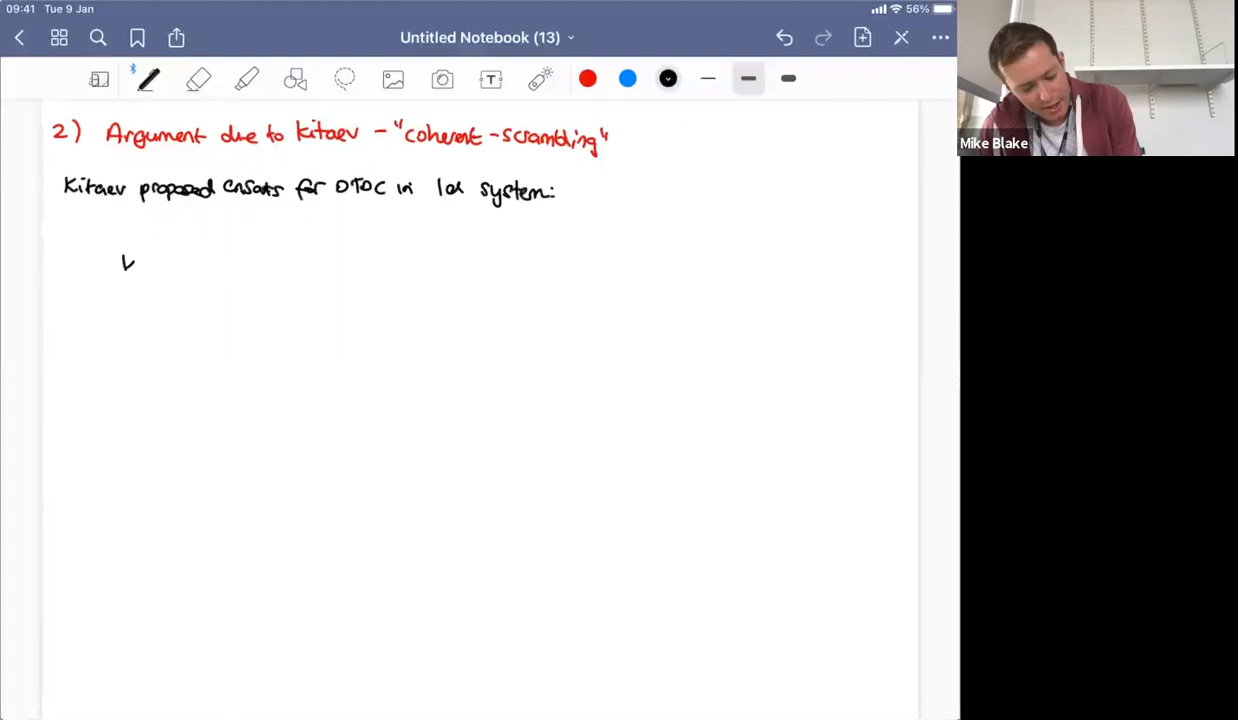 09:41 Tue 9 Jan
56%
Untitled Notebook (13)
Mike Blake
2) Argument due to Kitaev - "coherent-scrambling"
Kitaev proposed ansatz for OTOC in 1d system: